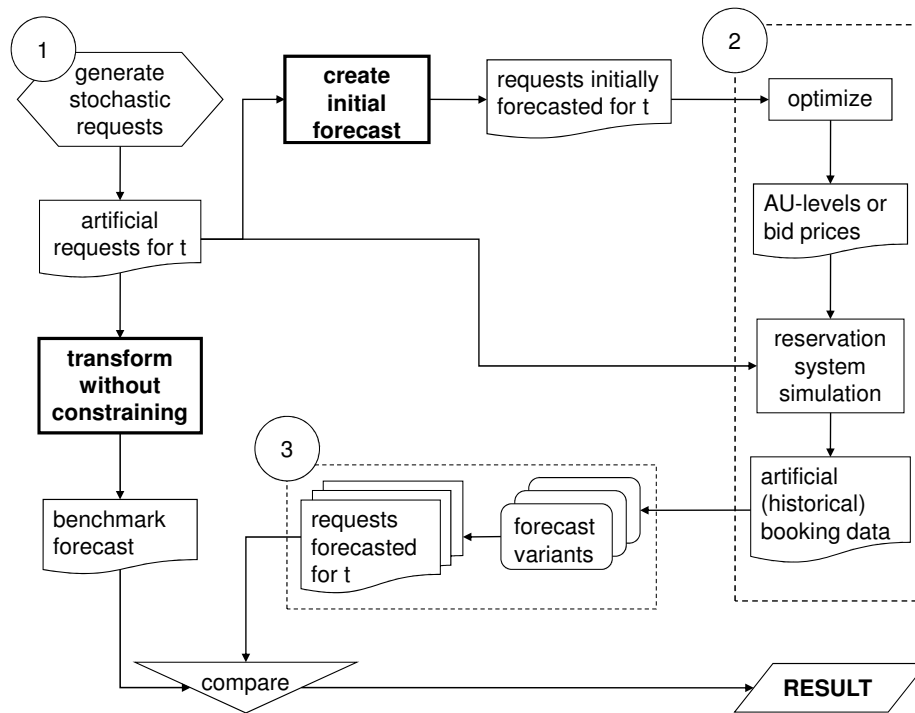 1
generate
stochastic
requests
create
initial
forecast
requests initially
forecasted for t
2
optimize
artificial
requests for t
AU-levels or
bid prices
transform
without
constraining
reservation
system
simulation
3
benchmark
forecast
requests
forecasted
for t
forecast
variants
artificial
(historical)
booking data
compare
RESULT